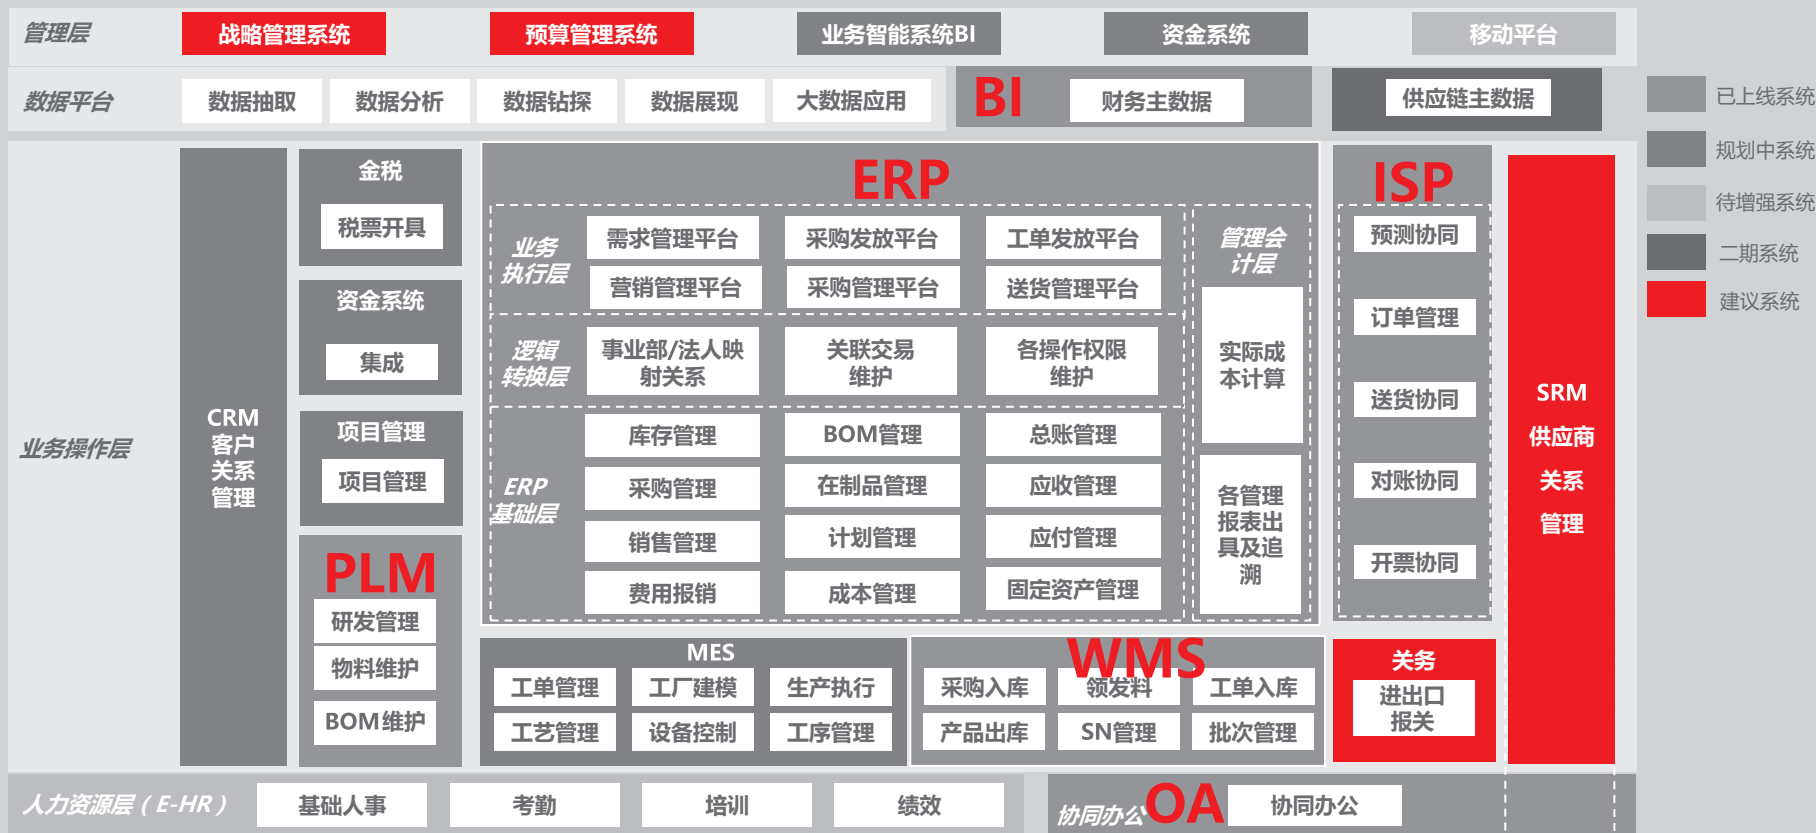 管理层
战略管理系统
预算管理系统
业务智能系统BI
资金系统
移动平台
数据平台
数据抽取
数据分析
数据钻探
数据展现
大数据应用
BI
财务主数据
供应链主数据
已上线系统
规划中系统
待增强系统
二期系统
建议系统
业务操作层
CRM
客户
关系
管理
金税
税票开具
资金系统
集成
项目管理
项目管理
PLM
研发管理
物料维护
BOM维护
ERP
业务
执行层
需求管理平台
采购发放平台
工单发放平台
营销管理平台
采购管理平台
送货管理平台
逻辑
转换层
事业部/法人映
射关系
关联交易
维护
各操作权限
维护
ERP
基础层
库存管理
BOM管理
总账管理
采购管理
在制品管理
应收管理
销售管理
计划管理
应付管理
费用报销
成本管理
固定资产管理
管理会
计层
实际成
本计算
各管理
报表出
具及追
溯
ISP
预测协同
订单管理
送货协同
对账协同
开票协同
SRM
供应商
关系
管理
MES
工单管理
工厂建模
生产执行
工艺管理
设备控制
工序管理
WMS
采购入库
领发料
工单入库
产品出库
SN管理
批次管理
关务
进出口
报关
人力资源层（E-HR）
基础人事
考勤
培训
绩效
协同办公
OA
协同办公